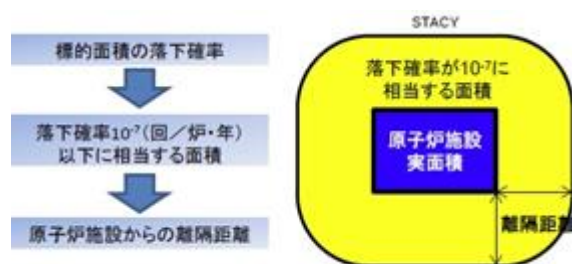 標的面積の落下確率
落下確率10⁻⁷(回／炉・年)
以下に相当する面積
原子炉施設からの離隔距離
STACY
落下確率が10⁻⁷に
相当する面積
原子炉施設
実面積
離隔距離